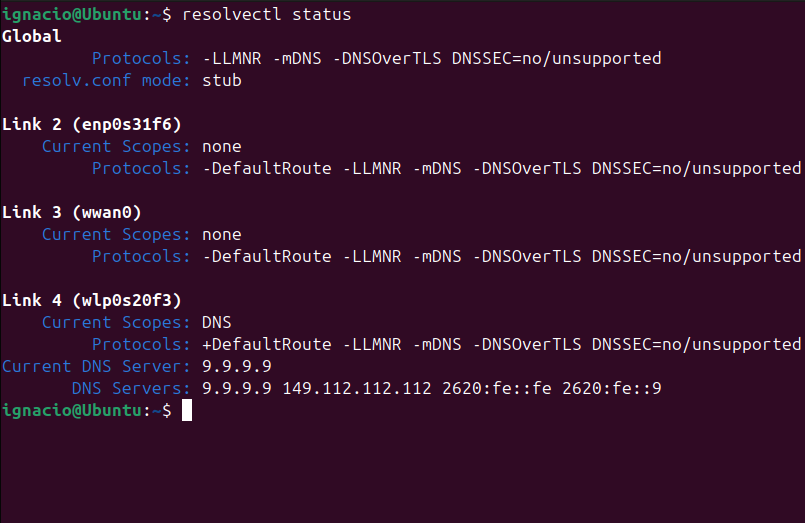 ignacio@Ubuntu:~$ resolvectl status
Global
         Protocols: -LLMNR -mDNS -DNSOverTLS DNSSEC=no/unsupported
  resolv.conf mode: stub

Link 2 (enp0s31f6)
    Current Scopes: none
         Protocols: -DefaultRoute -LLMNR -mDNS -DNSOverTLS DNSSEC=no/unsupported

Link 3 (wwan0)
    Current Scopes: none
         Protocols: -DefaultRoute -LLMNR -mDNS -DNSOverTLS DNSSEC=no/unsupported

Link 4 (wlp0s20f3)
    Current Scopes: DNS
         Protocols: +DefaultRoute -LLMNR -mDNS -DNSOverTLS DNSSEC=no/unsupported
Current DNS Server: 9.9.9.9
       DNS Servers: 9.9.9.9 149.112.112.112 2620:fe::fe 2620:fe::9
ignacio@Ubuntu:~$